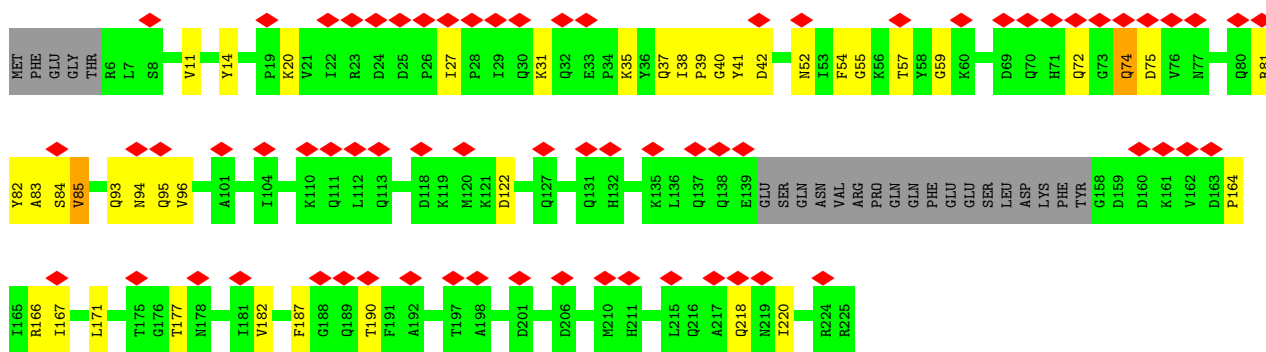 MET PHE GLU GLY THR R6 L7 S8 V11 Y14 P19 K20 V21 I22 R23 D24 D25 P26 I27 P28 I29 Q30 K31 Q32 E33 P34 K35 Y36 Q37 I38 P39 G40 Y41 D42 N52 I53 F54 G55 K56 T57 Y58 G59 K60 D69 Q70 H71 Q72 G73 Q74 D75 V76 N77 Q80 R81
Y82 A83 S84 V85 Q93 N94 Q95 V96 A101 I104 K110 Q111 L112 Q113 D118 K119 M120 K121 D122 Q127 Q131 H132 K135 L136 Q137 Q138 E139 GLU SER GLN ASN VAL ARG PRO GLN GLN PHE GLU GLU SER LEU ASP LYS PHE TYR G158 D159 D160 K161 V162 D163 P164
I165 R166 I167 L171 T175 G176 T177 N178 I181 V182 F187 G188 Q189 T190 F191 A192 T197 A198 D201 D206 M210 H211 L215 Q216 A217 Q218 N219 I220 R224 R225